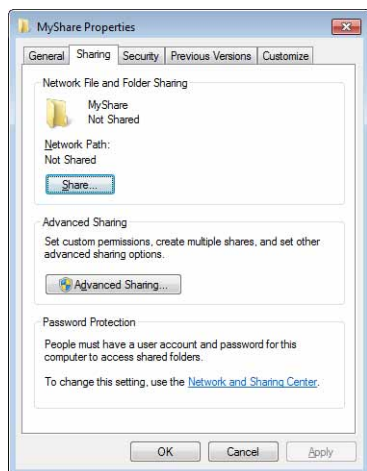 MyShare Properties
General Sharing Security Previous Versions Customize
Network File and Folder Sharing
MyShare
Not Shared
Network Path:
Not Shared
Share...
Advanced Sharing
Set custom permissions, create multiple shares, and set other
advanced sharing options.
Advanced Sharing...
Password Protection
People must have a user account and password for this
computer to access shared folders.
To change this setting, use the Network and Sharing Center.
OK Cancel Apply